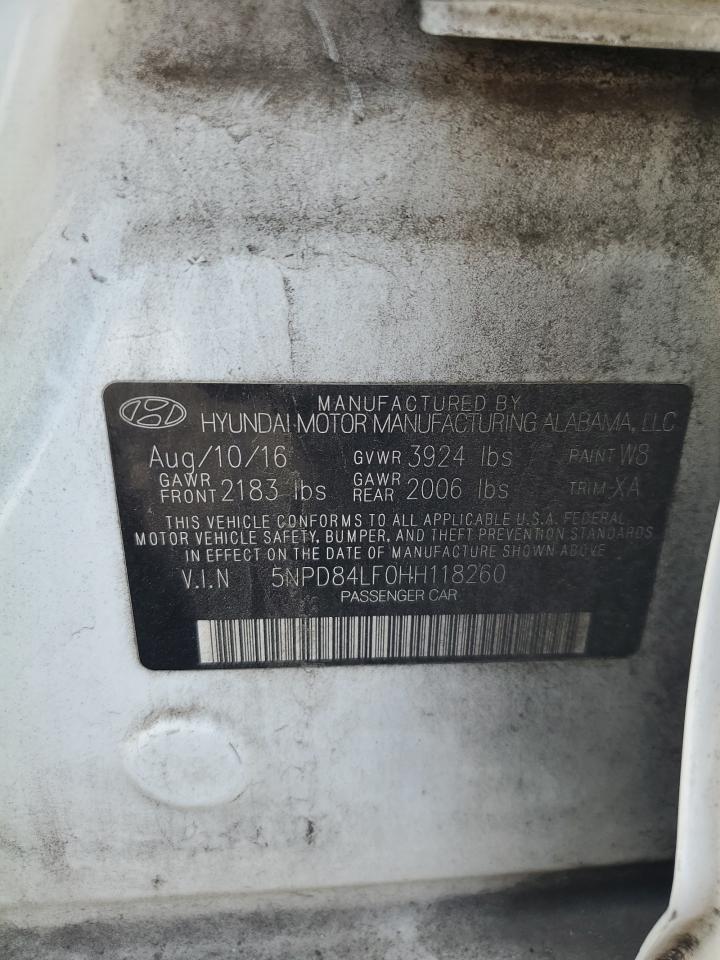 MANUFACTURED BY
HYUNDAI MOTOR MANUFACTURING ALABAMA, LLC
Aug/10/16 GVWR 3924 lbs PAINT W8
GAWR FRONT 2183 lbs GAWR REAR 2006 lbs TRIM-XA
THIS VEHICLE CONFORMS TO ALL APPLICABLE U.S.A. FEDERAL
MOTOR VEHICLE SAFETY, BUMPER, AND THEFT PREVENTION STANDARDS
IN EFFECT ON THE DATE OF MANUFACTURE SHOWN ABOVE
V.I.N 5NPD84LF0HH118260
PASSENGER CAR